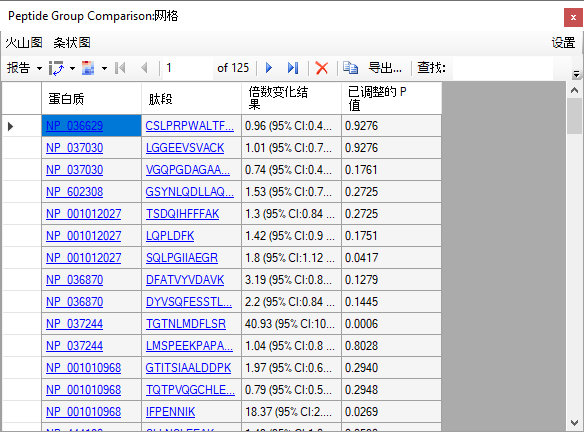 Peptide Group Comparison:网格
火山图 条状图 设置
报告 1 of 125 导出... 查找:
蛋白质 肽段 倍数变化结果 已调整的 P 值
NP_036629 CSLPRPWALTF... 0.96 (95% CI:0.4... 0.9276
NP_037030 LGGEEVSVACK 1.01 (95% CI:0.7... 0.9276
NP_037030 VGQPGDAGAA... 0.74 (95% CI:0.4... 0.1761
NP_602308 GSYNLQDLLAQ... 1.53 (95% CI:0.7... 0.2725
NP_001012027 TSDQIHFFFAK 1.3 (95% CI:0.84 ... 0.2725
NP_001012027 LQPLDFK 1.42 (95% CI:0.9 ... 0.1751
NP_001012027 SQLPGIIAEGR 1.8 (95% CI:1.12 ... 0.0417
NP_036870 DFATVYVDAVK 3.19 (95% CI:0.8... 0.1279
NP_036870 DYVSQFESSTL... 2.2 (95% CI:0.84 ... 0.1445
NP_037244 TGTNLMDFLSR 40.93 (95% CI:10... 0.0006
NP_037244 LMSPEEKPAPA... 1.04 (95% CI:0.8 ... 0.8028
NP_001010968 GTITSIAALDDPK 1.97 (95% CI:0.6... 0.2940
NP_001010968 TQTPVQGCHLE... 0.79 (95% CI:0.5... 0.2948
NP_001010968 IFPENNIK 18.37 (95% CI:2.... 0.0269